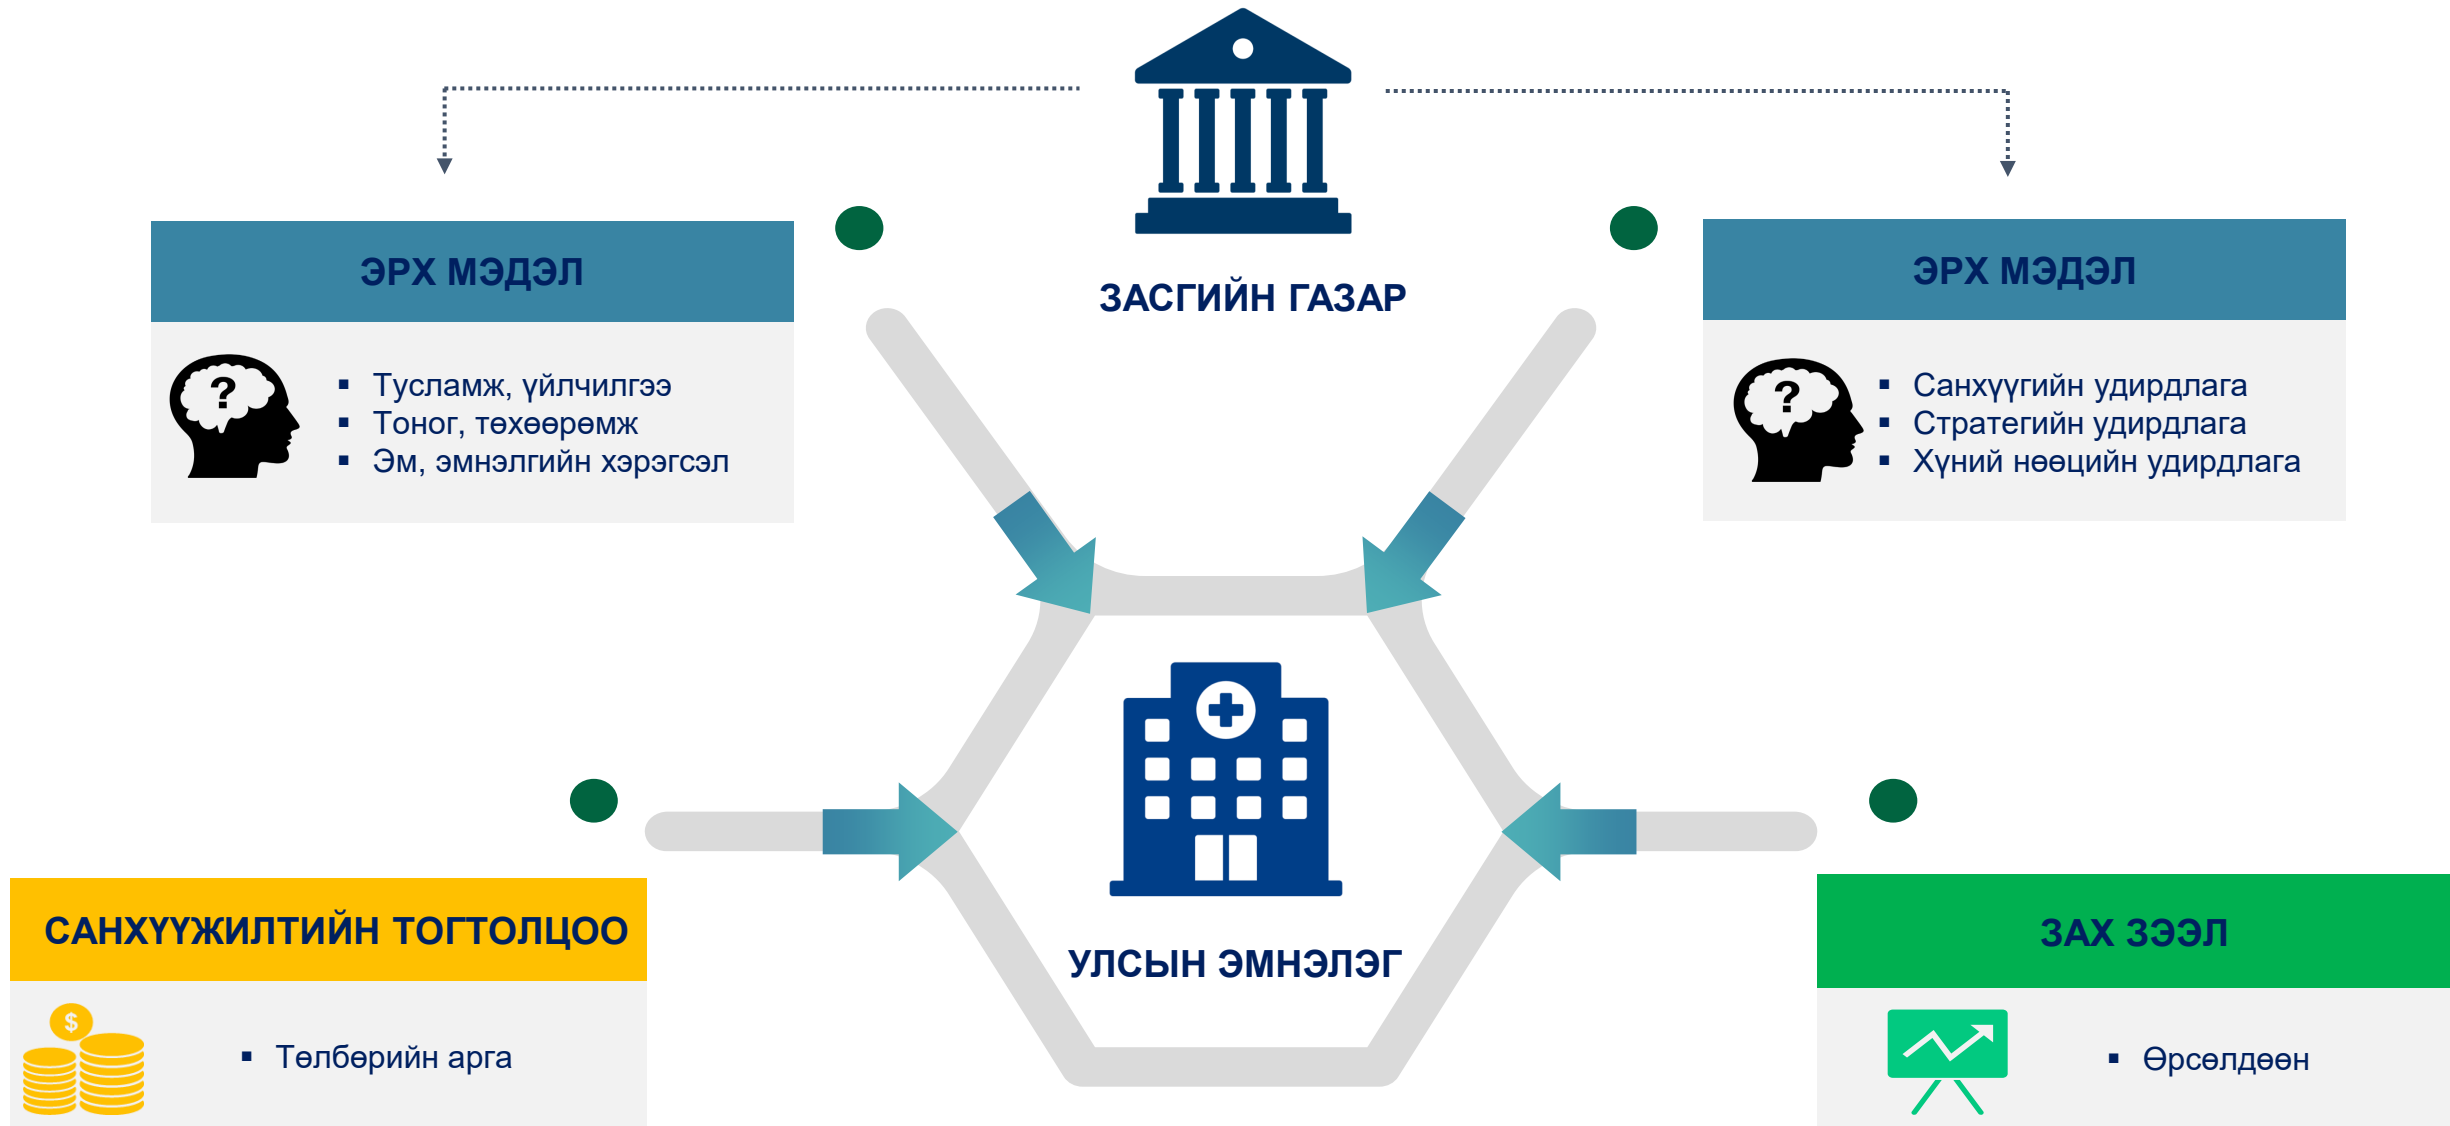 ЗАСГИЙН ГАЗАР
ЭРХ МЭДЭЛ
?
▪ Тусламж, үйлчилгээ
▪ Тоног, төхөөрөмж
▪ Эм, эмнэлгийн хэрэгсэл
ЭРХ МЭДЭЛ
?
▪ Санхүүгийн удирдлага
▪ Стратегийн удирдлага
▪ Хүний нөөцийн удирдлага
УЛСЫН ЭМНЭЛЭГ
САНХҮҮЖИЛТИЙН ТОГТОЛЦОО
$
▪ Төлбөрийн арга
ЗАХ ЗЭЭЛ
▪ Өрсөлдөөн